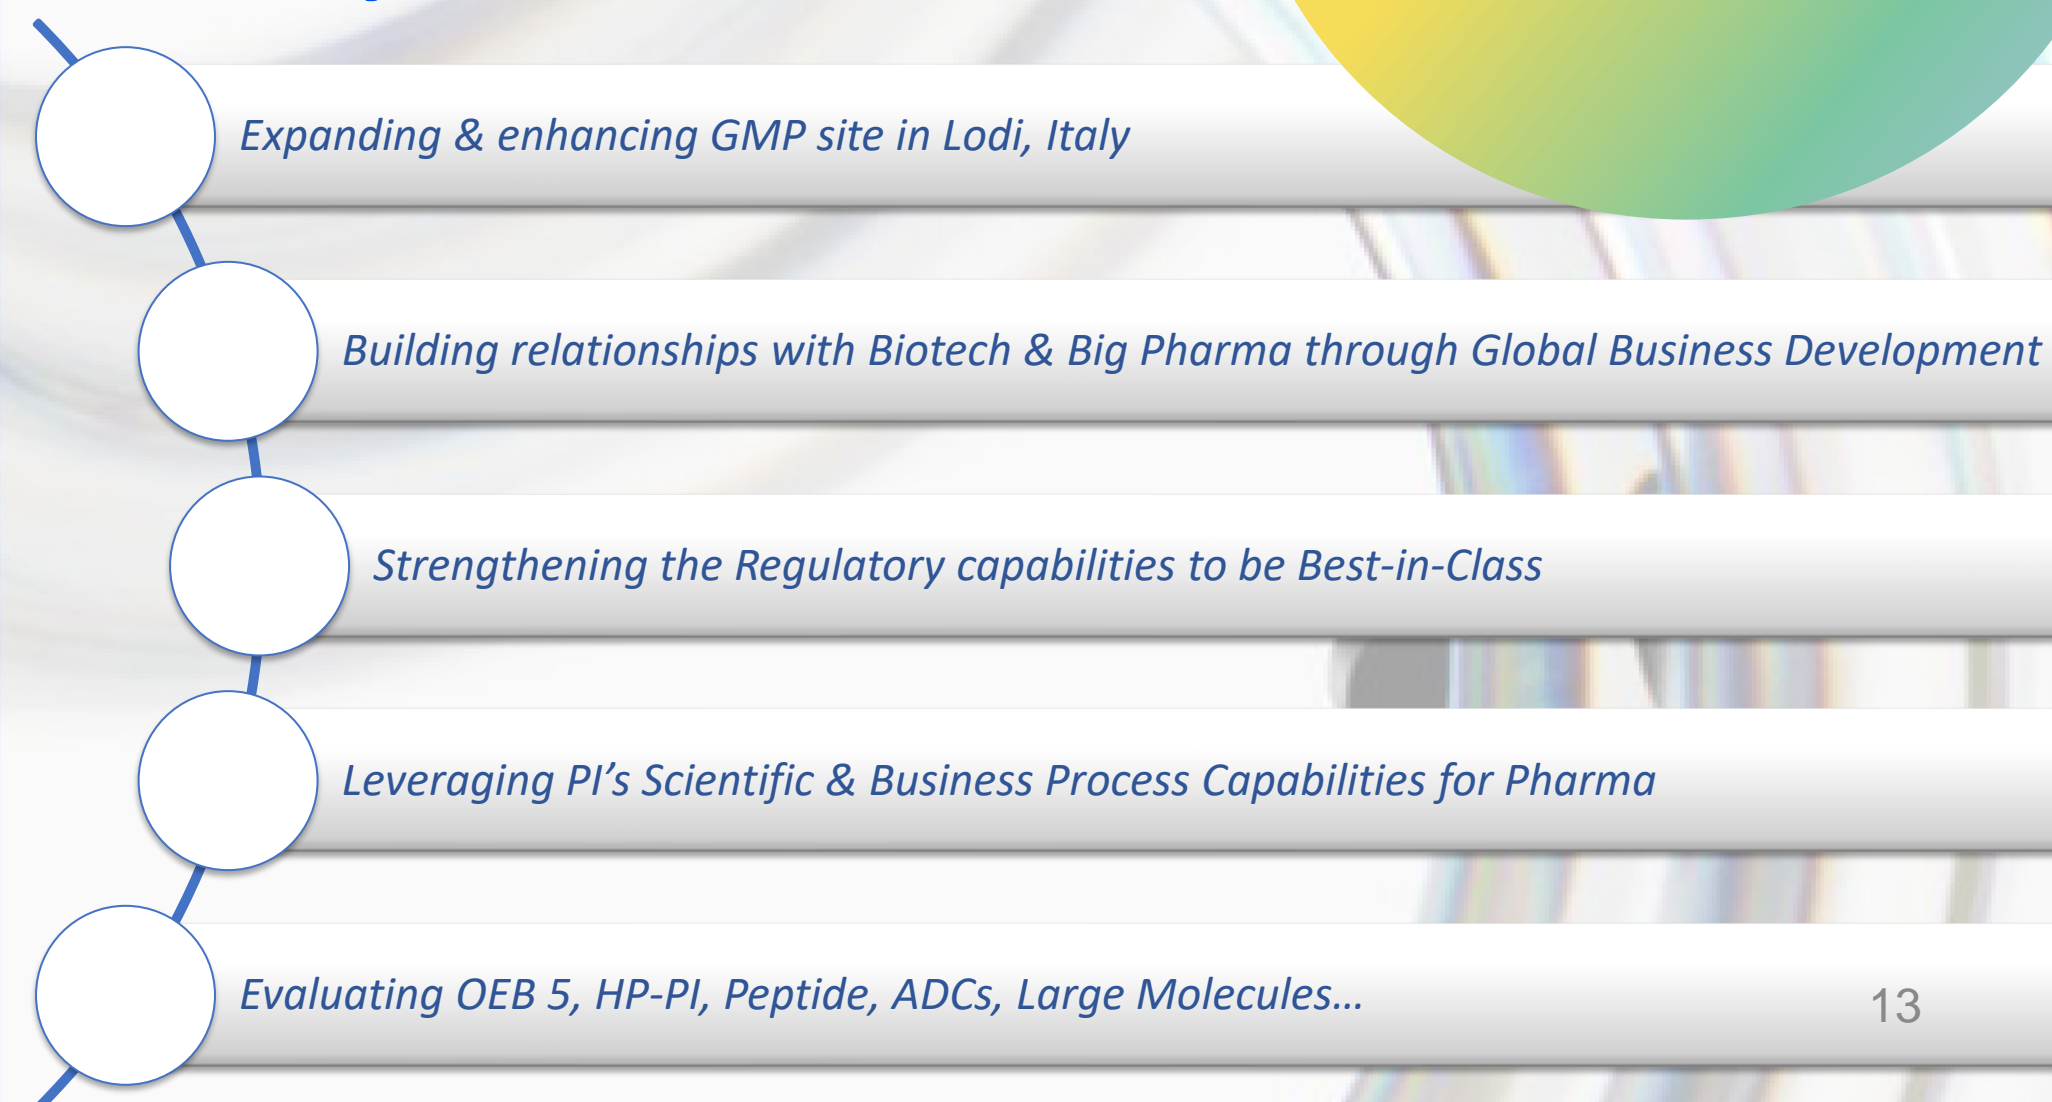 Expanding & enhancing GMP site in Lodi, Italy
Building relationships with Biotech & Big Pharma through Global Business Development
Strengthening the Regulatory capabilities to be Best-in-Class
Leveraging PI’s Scientific & Business Process Capabilities for Pharma
Evaluating OEB 5, HP-PI, Peptide, ADCs, Large Molecules…
13